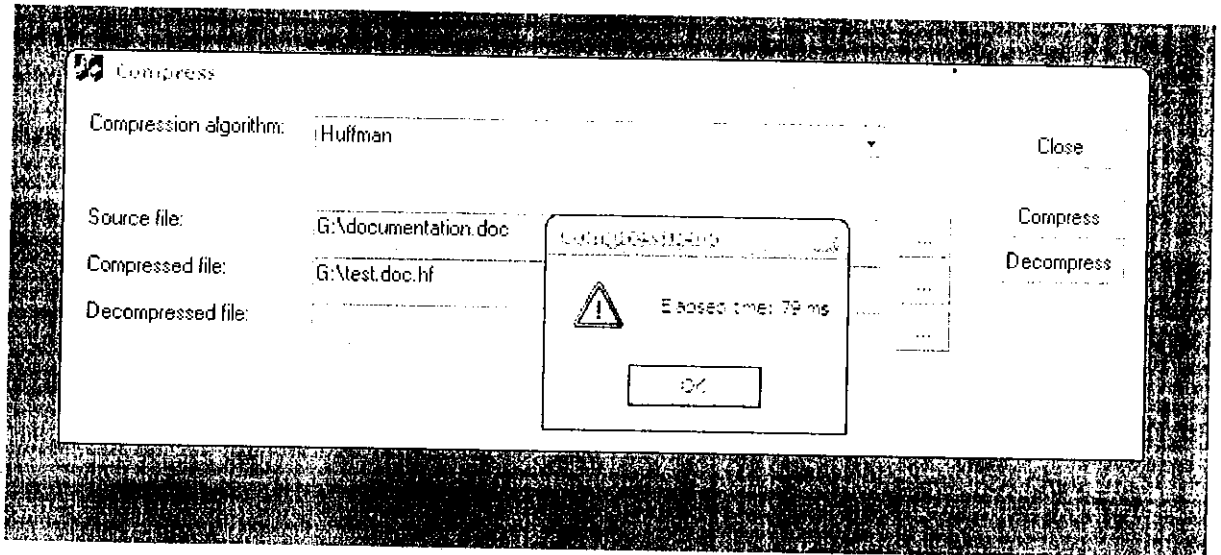 Compress
Compression algorithm:
Huffman
Close
Source file:
G:\documentation.doc
...
Compress
Compressed file:
G:\test.doc.hf
...
Decompress
Decompressed file:
...
Elapsed time: 79 ms
OK